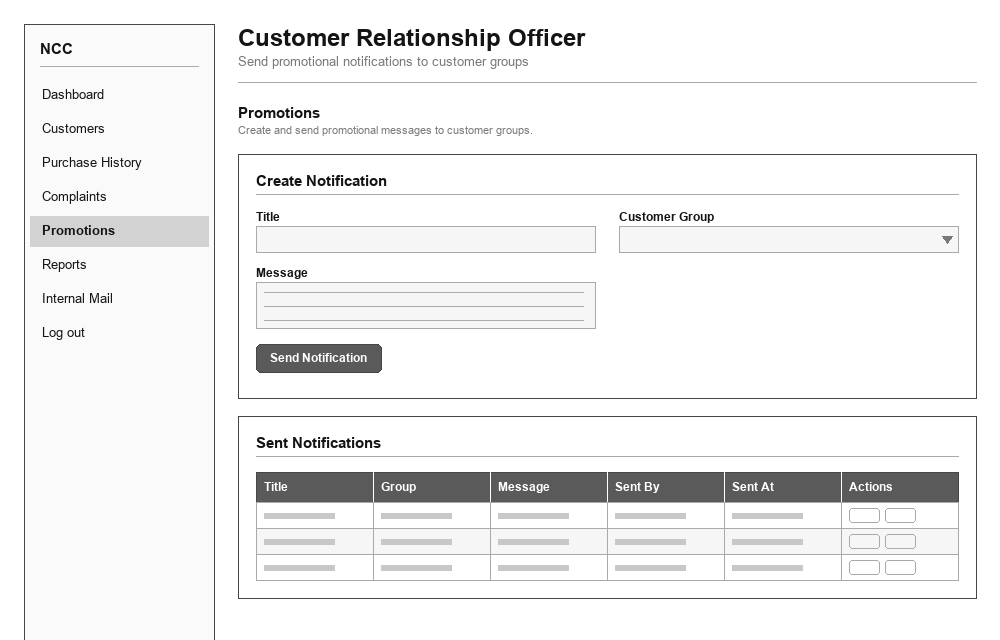 NCC
Dashboard
Customers
Purchase History
Complaints
Promotions
Reports
Internal Mail
Log out
Customer Relationship Officer
Send promotional notifications to customer groups
Promotions
Create and send promotional messages to customer groups.
Create Notification
Title
Customer Group
Message
Send Notification
Sent Notifications
Title Group Message Sent By Sent At Actions